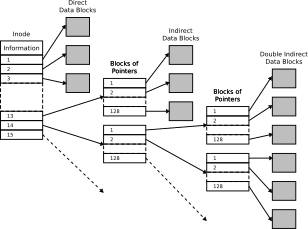 Direct
Data Blocks
Inode
Information
1
2
3
13
14
15
Indirect
Data Blocks
Blocks of
Pointers
1
2
128
1
2
128
Double Indirect
Data Blocks
Blocks of
Pointers
1
2
128
1
2
128